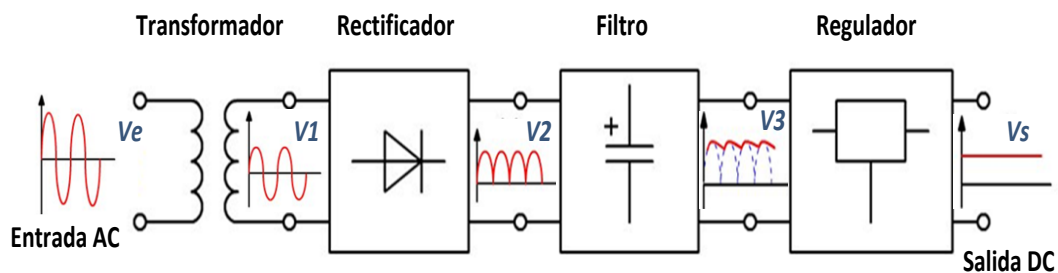 Transformador
Rectificador
Filtro
Regulador
Ve
V1
V2
+
V3
Vs
Entrada AC
Salida DC